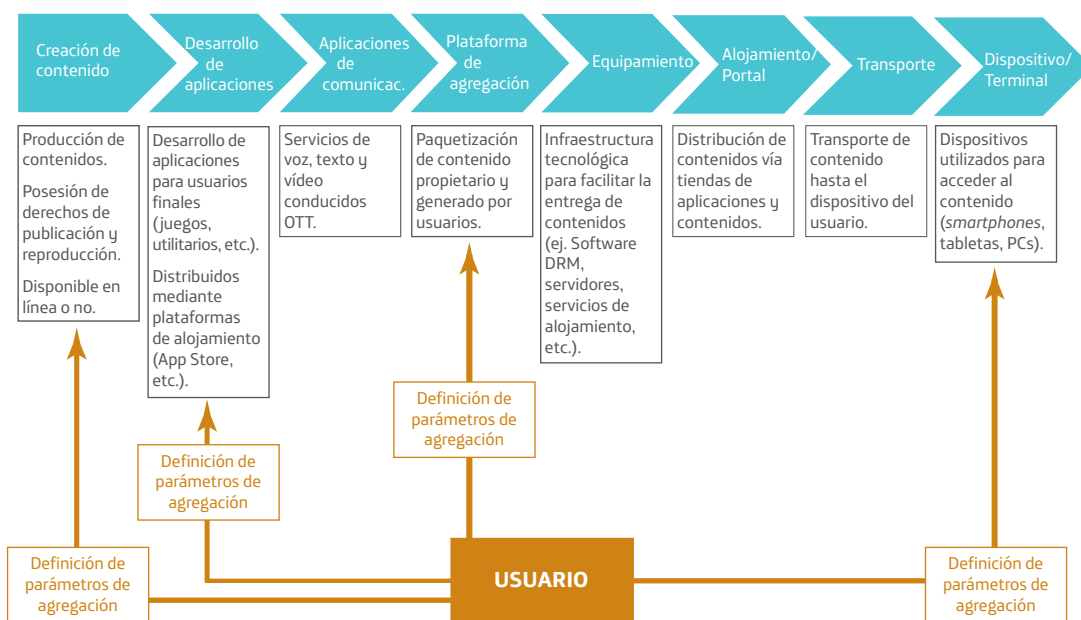 Creación de
contenido
Desarrollo
de
aplicaciones
Aplicaciones
de
comunicac.
Plataforma
de
agregación
Equipamiento
Alojamiento/
Portal
Transporte
Dispositivo/
Terminal
Producción de
contenidos.
Posesión de
derechos de
publicación y
reproducción.
Disponible en
línea o no.
Desarrollo de
aplicaciones
para usuarios
finales
(juegos,
utilitarios, etc.).
Distribuidos
mediante
plataformas
de alojamiento
(App Store,
etc.).
Servicios de
voz, texto y
vídeo
conducidos
OTT.
Paquetización
de contenido
propietario y
generado por
usuarios.
Infraestructura
tecnológica
para facilitar la
entrega de
contenidos
(ej. Software
DRM,
servidores,
servicios de
alojamiento,
etc.).
Distribución de
contenidos vía
tiendas de
aplicaciones y
contenidos.
Transporte de
contenido
hasta el
dispositivo del
usuario.
Dispositivos
utilizados para
acceder al
contenido
(smartphones,
tabletas, PCs).
Definición de
parámetros de
agregación
Definición de
parámetros de
agregación
Definición de
parámetros de
agregación
USUARIO
Definición de
parámetros de
agregación